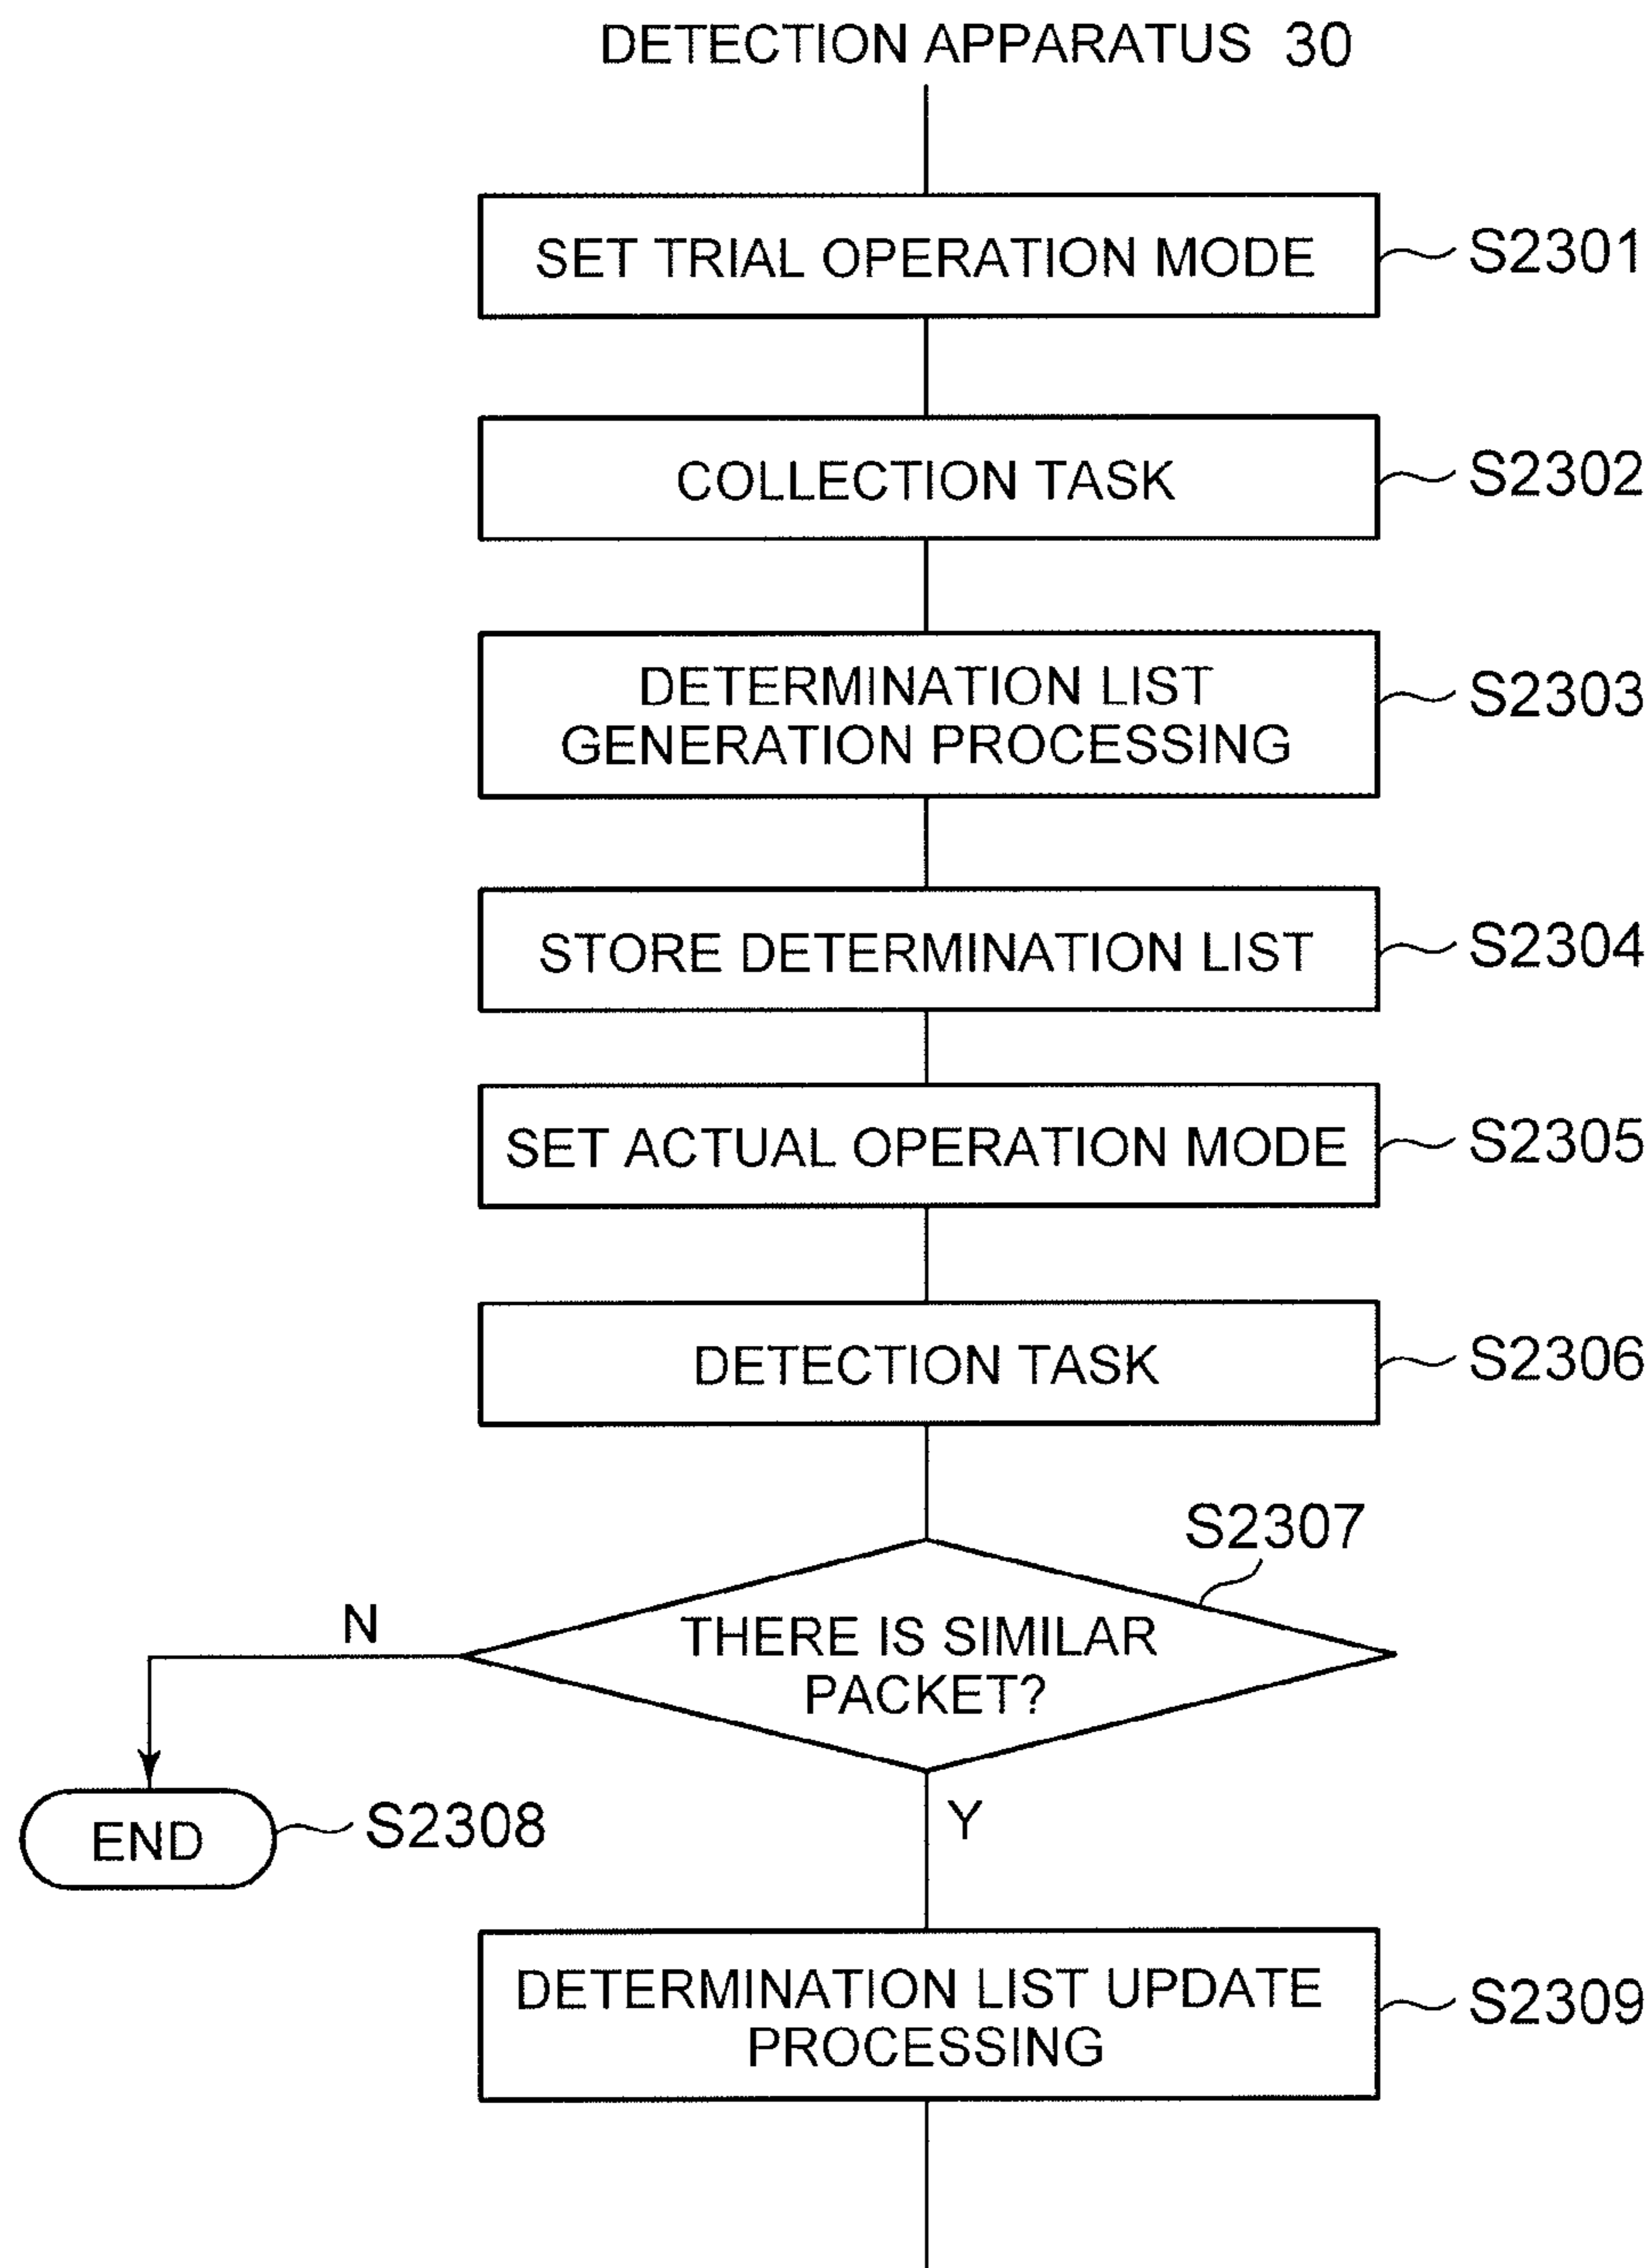 DETECTION APPARATUS 30
SET TRIAL OPERATION MODE
S2301
COLLECTION TASK
S2302
DETERMINATION LIST
GENERATION PROCESSING
S2303
STORE DETERMINATION LIST
S2304
SET ACTUAL OPERATION MODE
S2305
DETECTION TASK
S2306
S2307
THERE IS SIMILAR
PACKET?
N
END
S2308
Y
DETERMINATION LIST UPDATE
PROCESSING
S2309